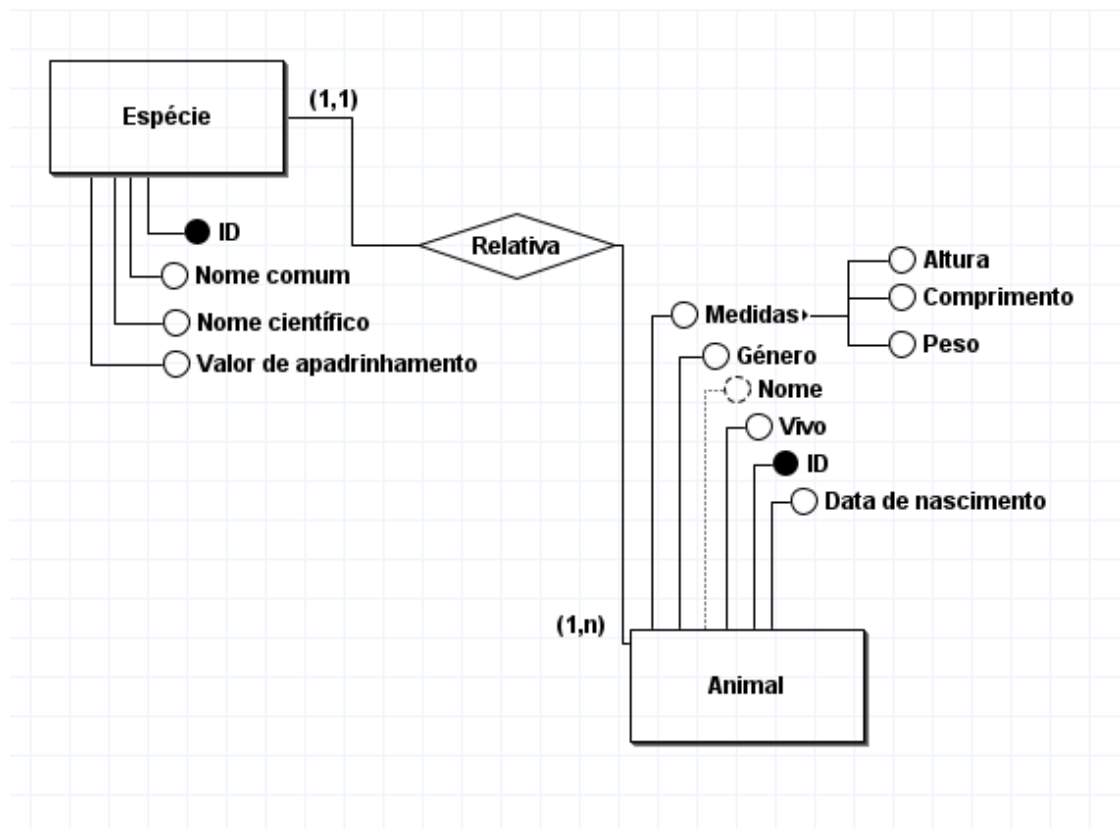 (1,1)
Espécie
ID
Nome comum
Nome científico
Valor de apadrinhamento
Relativa
Altura
Medidas
Comprimento
Peso
Género
Nome
Vivo
ID
Data de nascimento
(1,n)
Animal